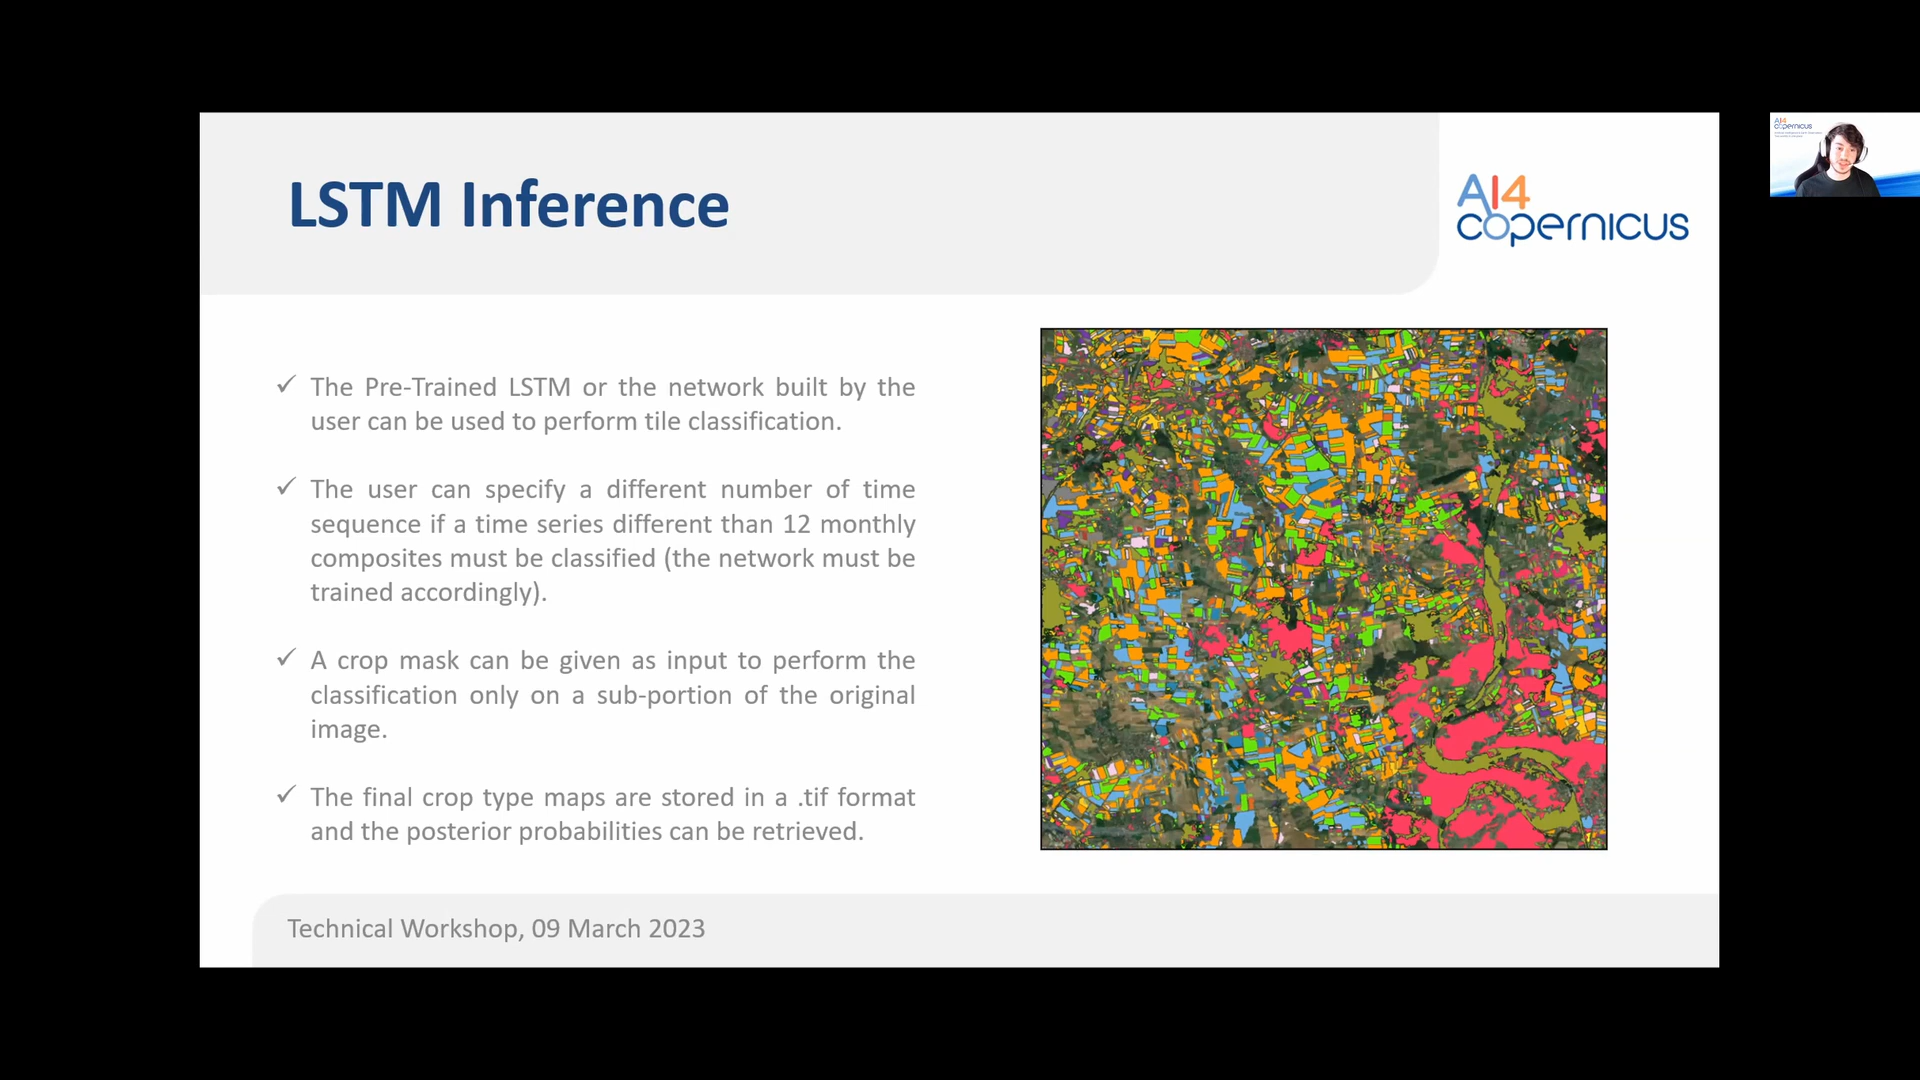 LSTM Inference
AI4
copernicus
The Pre-Trained LSTM or the network built by the
user can be used to perform tile classification.
The user can specify a different number of time
sequence if a time series different than 12 monthly
composites must be classified (the network must be
trained accordingly).
A crop mask can be given as input to perform the
classification only on a sub-portion of the original
image.
The final crop type maps are stored in a .tif format
and the posterior probabilities can be retrieved.
Technical Workshop, 09 March 2023
AI4
copernicus